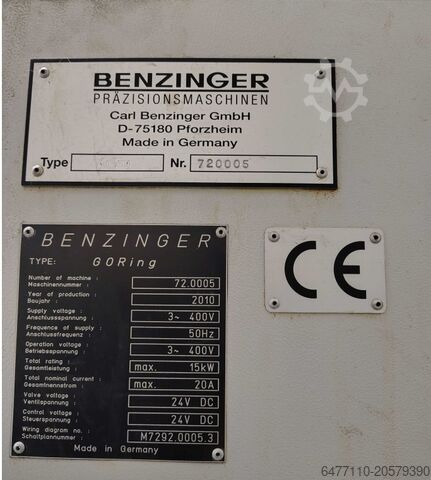 BENZINGER
PRÄZISIONSMASCHINEN
Carl Benzinger GmbH
D-75180 Pforzheim
Made in Germany
Type Nr. 720005
BENZINGER
TYPE: GORing
Number of machine :
Maschinennummer : 72.0005
Year of production :
Baujahr : 2010
Supply voltage :
Anschlussspannung : 3~ 400V
Frequence of supply :
Anschlussfrequenz : 50Hz
Operation voltage :
Betriebsspannung : 3~ 400V
Total rating :
Gesamtleistung : max. 15kW
Total nominal current :
Gesamtnennstrom : max. 20A
Valve voltage :
Ventilspannung : 24V DC
Control voltage :
Steuerspannung : 24V DC
Wiring diagram no. :
Schaltplannummer : M7292.0005.3
Made in Germany
CE
6477110-20579390